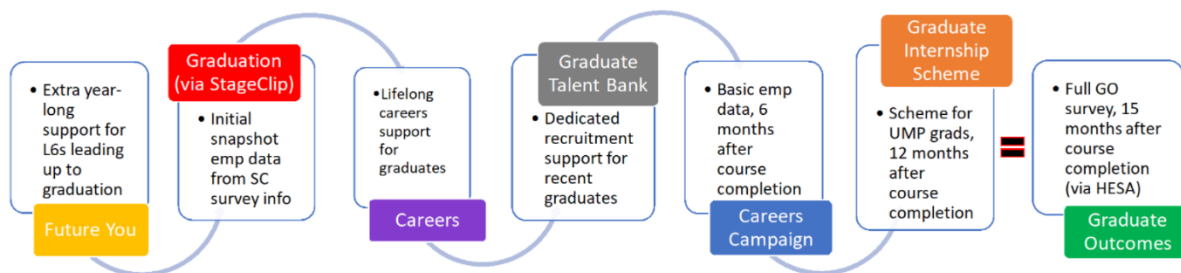 • Extra year-
long
support for
L6s leading
up to
graduation
Future You
Graduation
(via StageClip)
• Initial
snapshot
emp data
from SC
survey info
•Lifelong
careers
support
for
graduates
Careers
Graduate
Talent Bank
• Dedicated
recruitment
support for
recent
graduates
• Basic emp
data, 6
months
after
course
completion
Careers
Campaign
Graduate
Internship
Scheme
• Scheme for
UMP grads,
12 months
after
course
completion
=
• Full GO
survey, 15
months after
course
completion
(via HESA)
Graduate
Outcomes